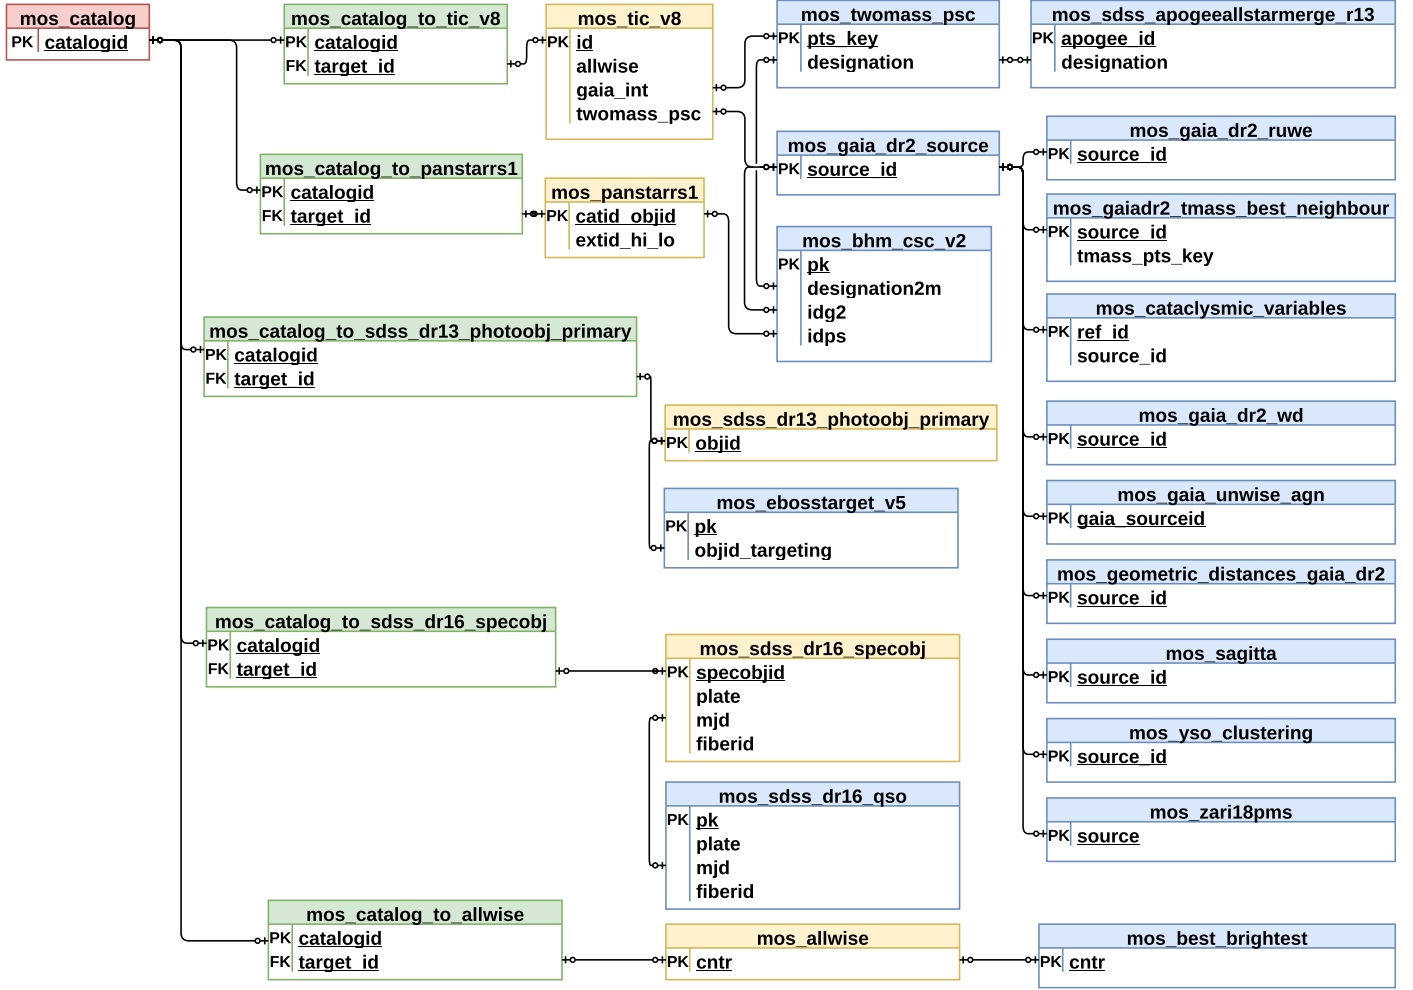 mos_catalog
PK catalogid
mos_catalog_to_tic_v8
PK catalogid
FK target_id
mos_tic_v8
PK id
allwise
gaia_int
twomass_psc
mos_twomass_psc
PK pts_key
designation
mos_sdss_apogeeallstarmerge_r13
PK apogee_id
designation
mos_catalog_to_panstarrs1
PK catalogid
FK target_id
mos_panstarrs1
PK catid_objid
extid_hi_lo
mos_gaia_dr2_source
PK source_id
mos_bhm_csc_v2
PK pk
designation2m
idg2
idps
mos_gaia_dr2_ruwe
PK source_id
mos_gaiadr2_tmass_best_neighbour
PK source_id
tmass_pts_key
mos_cataclysmic_variables
PK ref_id
source_id
mos_gaia_dr2_wd
PK source_id
mos_gaia_unwise_agn
PK gaia_sourceid
mos_geometric_distances_gaia_dr2
PK source_id
mos_sagitta
PK source_id
mos_yso_clustering
PK source_id
mos_zari18pms
PK source
mos_catalog_to_sdss_dr13_photoobj_primary
PK catalogid
FK target_id
mos_sdss_dr13_photoobj_primary
PK objid
mos_ebosstarget_v5
PK pk
objid_targeting
mos_catalog_to_sdss_dr16_specobj
PK catalogid
FK target_id
mos_sdss_dr16_specobj
PK specobjid
plate
mjd
fiberid
mos_sdss_dr16_qso
PK pk
plate
mjd
fiberid
mos_catalog_to_allwise
PK catalogid
FK target_id
mos_allwise
PK cntr
mos_best_brightest
PK cntr